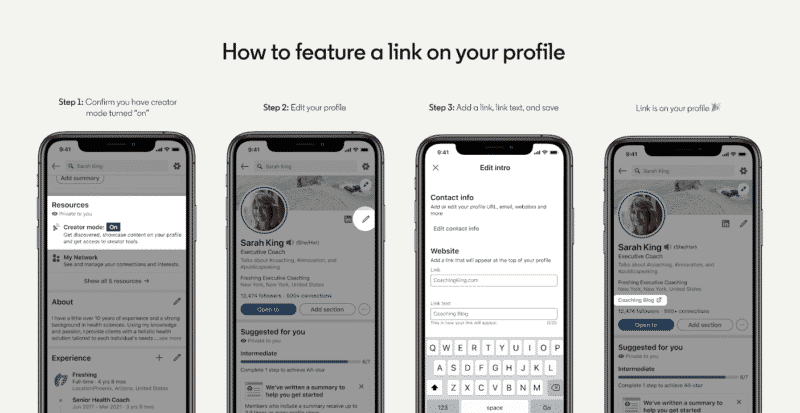 How to feature a link on your profile
Step 1: Confirm you have creator
mode turned "on"
9:41
Sarah King
Add summary
Resources
Private to you
Creator mode: On
Get discovered, showcase content on your profile
and get access to creator tools
My Network
See and manage your connections and interests.
Show all 5 resources →
About
I have a little over 10 years of experience and a strong
background in health sciences. Using my knowledge
and passion, I provide clients with a holistic health
solution tailored to each individual's needs ...see more
Experience
Freshing
Full-time · 4 yrs 8 mos
Location Phoenix, Arizona, United States
Senior Health Coach
Jun 2017 - Mar 2021 · 3 yrs
Step 2: Edit your profile
9:41
Sarah King
Sarah King (She/Her)
Executive Coach
Talks about #coaching, #innovation, and
#publicspeaking
Freshing Executive Coaching
New York, New York, United States
12,474 followers · 500+ connections
Open to
Add section
Suggested for you
Private to you
Intermediate
6/7
Complete 1 step to achieve All-star
We've written a summary to
help you get started
Members who include a summary receive up to
Step 3: Add a link, link text, and save
9:41
Edit intro
Contact info
Add or edit your profile URL, email, websites and
more
Edit contact info
Website
Add a link that will appear at the top of your profile
Link
CoachingKing.com
Link text
Coaching Blog
This is how your link will appear.
Q W E R T Y U I O P
A S D F G H J K L
Z X C V B N M
123
space
Go
Link is on your profile 🎉
9:41
Sarah King
Sarah King (She/Her)
Executive Coach
Talks about #coaching, #innovation, and
#publicspeaking
Freshing Executive Coaching
New York, New York, United States
Coaching Blog
12,474 followers · 500+ connections
Open to
Add section
Suggested for you
Private to you
Intermediate
6/7
Complete 1 step to achieve All-star
We've written a summary to
help you get started